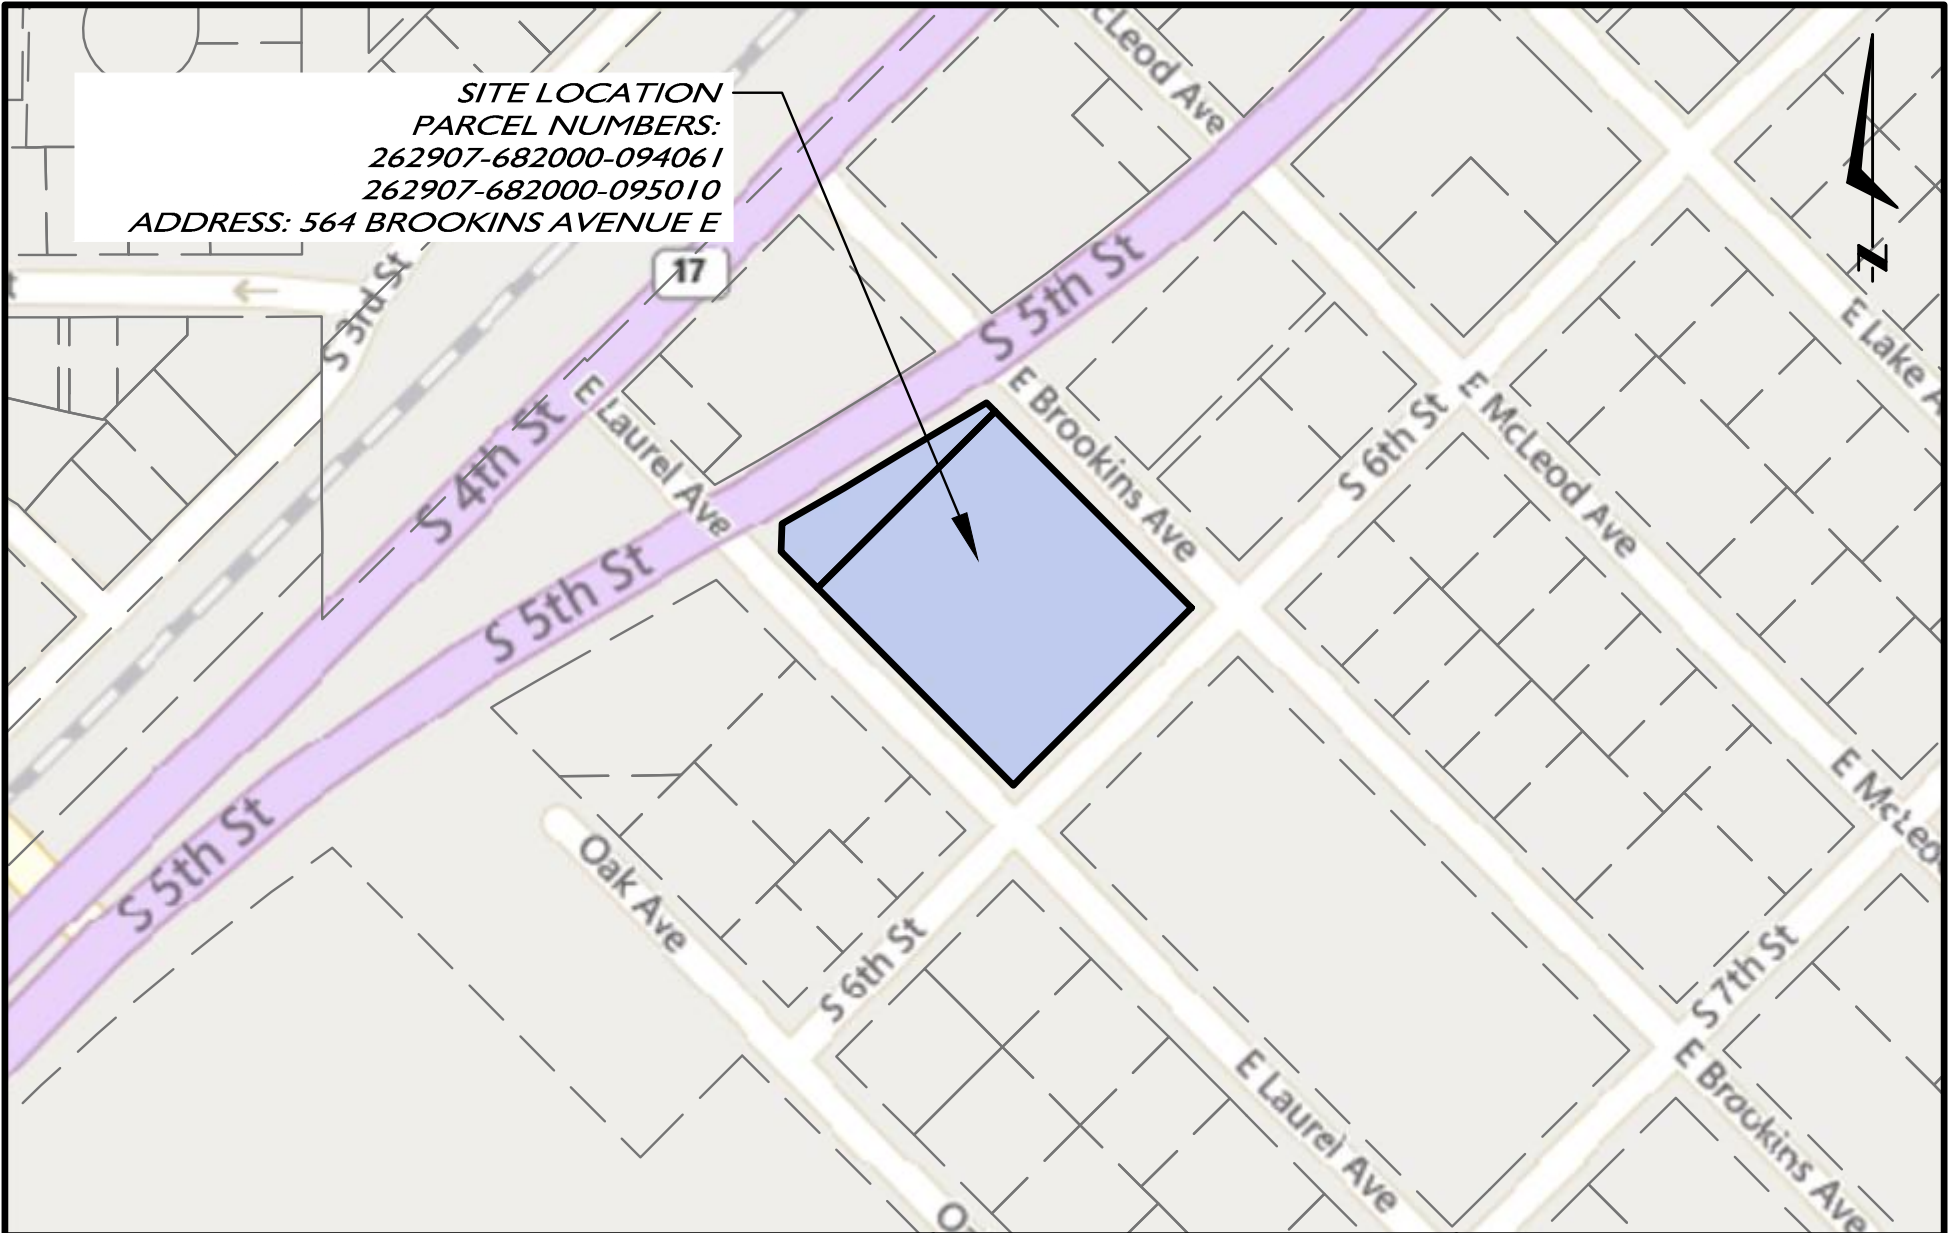 SITE LOCATION
PARCEL NUMBERS:
262907-682000-094061
262907-682000-095010
ADDRESS: 564 BROOKINS AVENUE E
cLeod Ave
17
S 3rd St
S 5th St
N
E Lake A
E Laurel Ave
S 4th St
E Brookins Ave
S 6th St
E McLeod Ave
S 5th St
S 5th St
E McLeod
Oak Ave
S 6th St
S 7th St
E Laurel Ave
E Brookins Ave